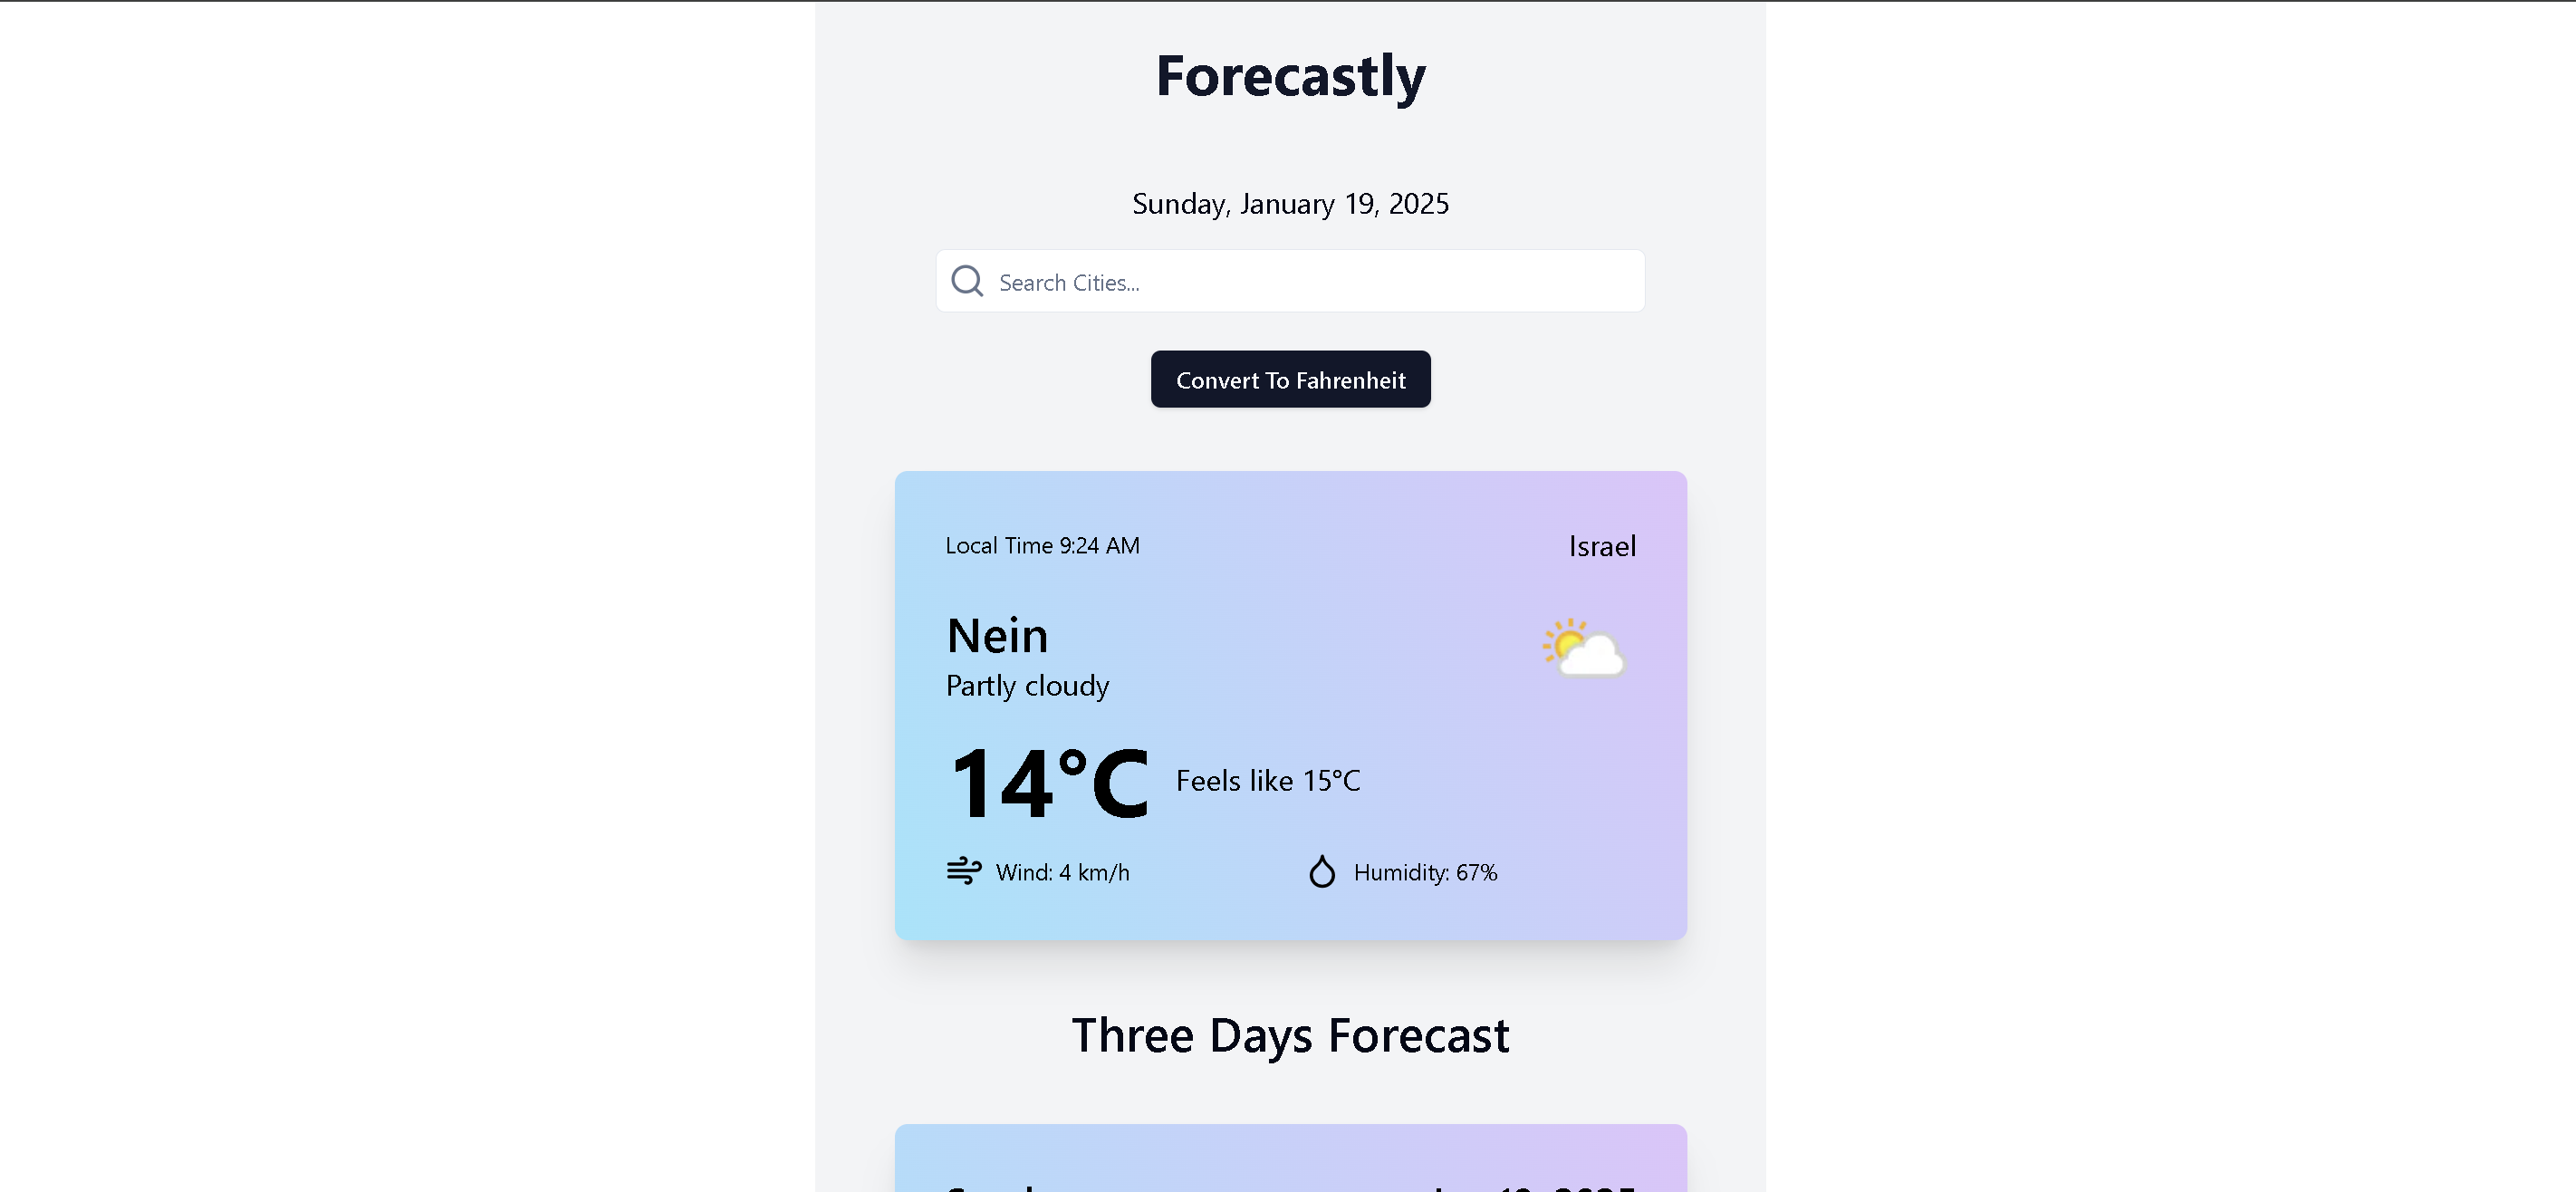 Forecastly
Sunday, January 19, 2025
Search Cities...
Convert To Fahrenheit
Local Time 9:24 AM
Israel
Nein
Partly cloudy
14°C
Feels like 15°C
Wind: 4 km/h
Humidity: 67%
Three Days Forecast